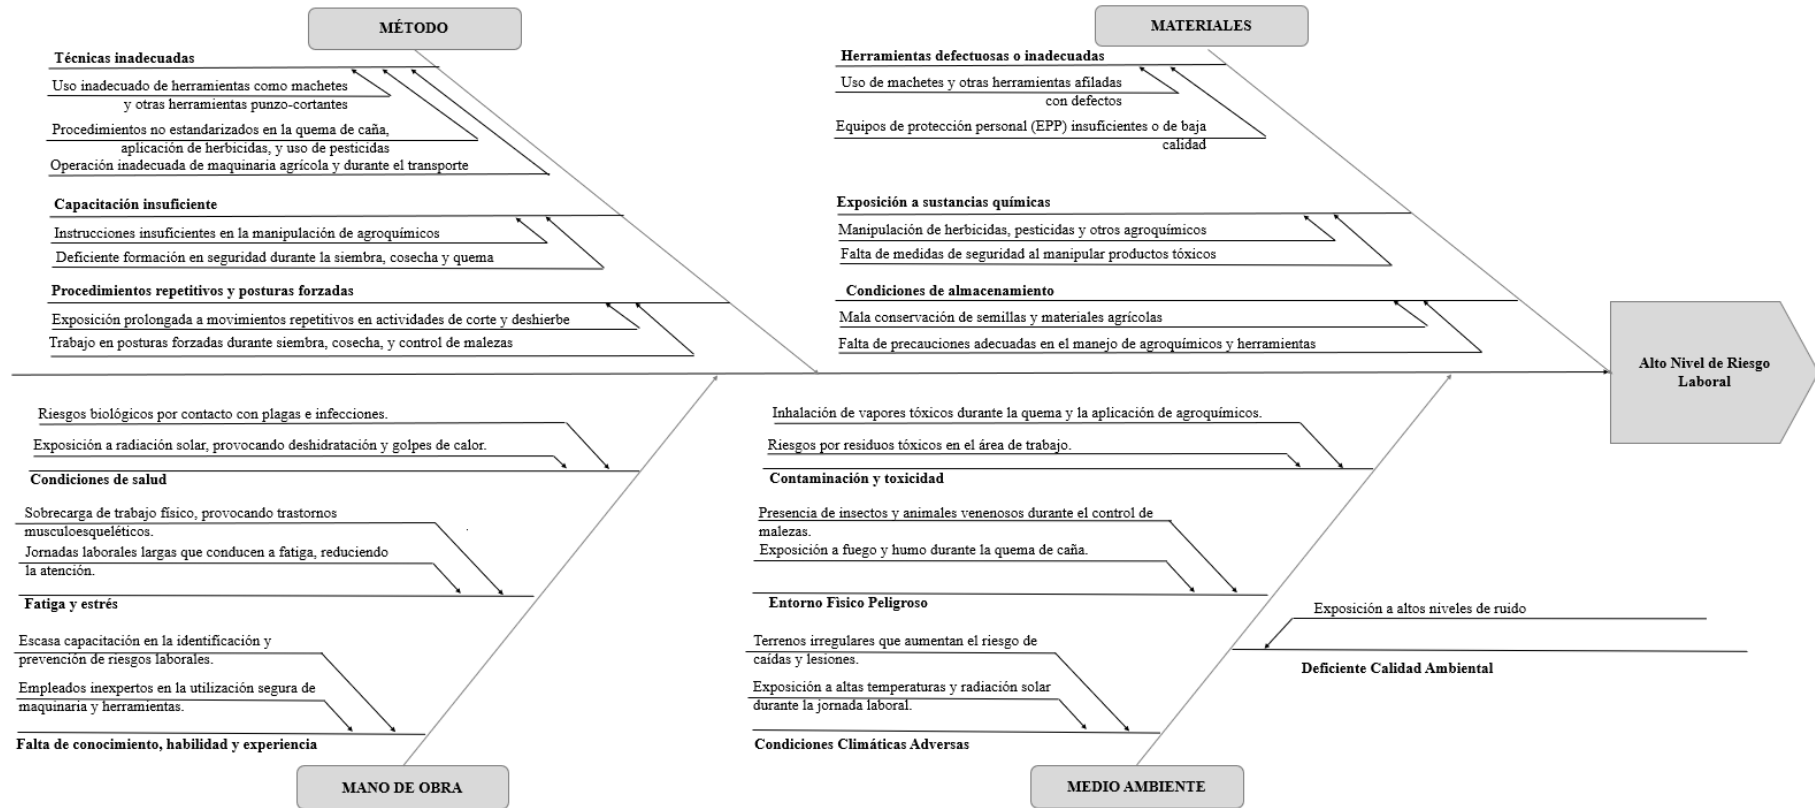 MÉTODO
Técnicas inadecuadas
Uso inadecuado de herramientas como machetes
y otras herramientas punzo-cortantes
Procedimientos no estandarizados en la quema de caña,
aplicación de herbicidas, y uso de pesticidas
Operación inadecuada de maquinaria agrícola y durante el transporte
Capacitación insuficiente
Instrucciones insuficientes en la manipulación de agroquímicos
Deficiente formación en seguridad durante la siembra, cosecha y quema
Procedimientos repetitivos y posturas forzadas
Exposición prolongada a movimientos repetitivos en actividades de corte y deshierbe
Trabajo en posturas forzadas durante siembra, cosecha, y control de malezas
MATERIALES
Herramientas defectuosas o inadecuadas
Uso de machetes y otras herramientas afiladas
con defectos
Equipos de protección personal (EPP) insuficientes o de baja
calidad
Exposición a sustancias químicas
Manipulación de herbicidas, pesticidas y otros agroquímicos
Falta de medidas de seguridad al manipular productos tóxicos
Condiciones de almacenamiento
Mala conservación de semillas y materiales agrícolas
Falta de precauciones adecuadas en el manejo de agroquímicos y herramientas
Alto Nivel de Riesgo
Laboral
Riesgos biológicos por contacto con plagas e infecciones.
Exposición a radiación solar, provocando deshidratación y golpes de calor.
Condiciones de salud
Sobrecarga de trabajo físico, provocando trastornos
musculoesqueléticos.
Jornadas laborales largas que conducen a fatiga, reduciendo
la atención.
Fatiga y estrés
Escasa capacitación en la identificación y
prevención de riesgos laborales.
Empleados inexpertos en la utilización segura de
maquinaria y herramientas.
Falta de conocimiento, habilidad y experiencia
MANO DE OBRA
Inhalación de vapores tóxicos durante la quema y la aplicación de agroquímicos.
Riesgos por residuos tóxicos en el área de trabajo.
Contaminación y toxicidad
Presencia de insectos y animales venenosos durante el control de
malezas.
Exposición a fuego y humo durante la quema de caña.
Entorno Fìsico Peligroso
Terrenos irregulares que aumentan el riesgo de
caídas y lesiones.
Exposición a altas temperaturas y radiación solar
durante la jornada laboral.
Condiciones Climáticas Adversas
Exposición a altos niveles de ruido
Deficiente Calidad Ambiental
MEDIO AMBIENTE